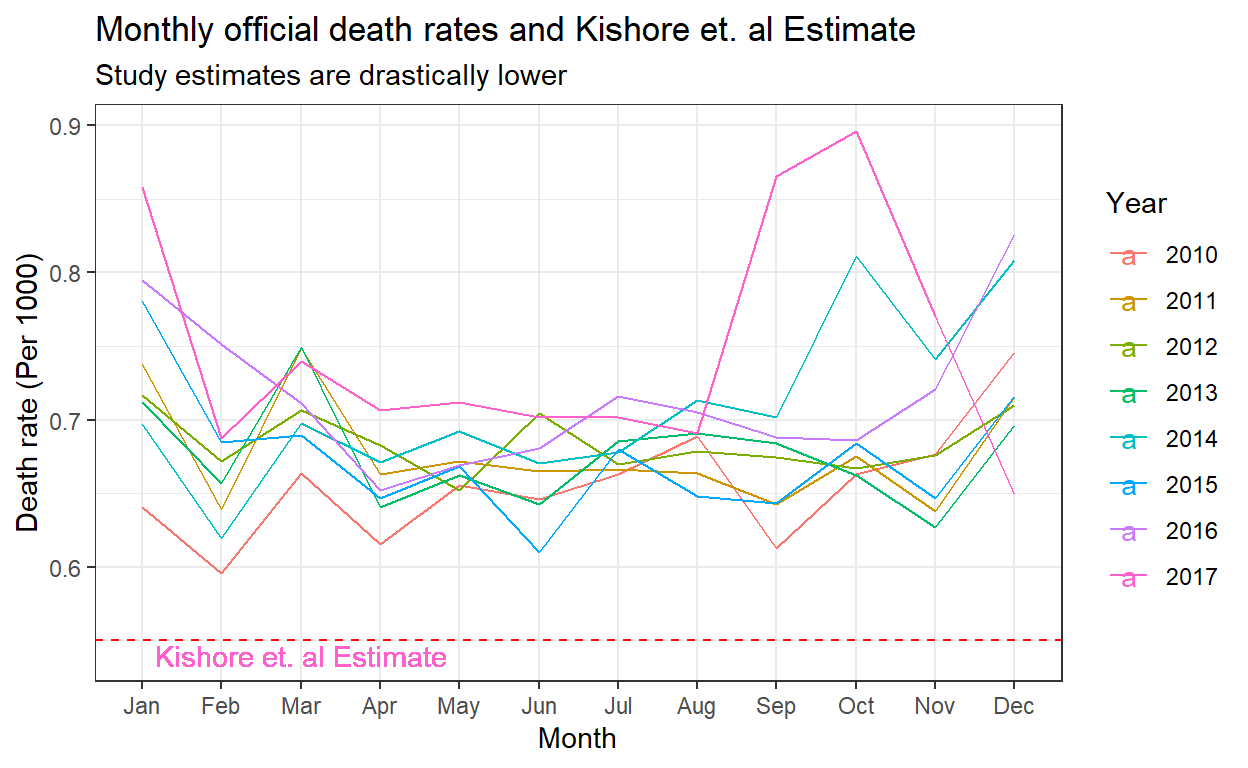 Monthly official death rates and Kishore et. al Estimate
Study estimates are drastically lower
Death rate (Per 1000)
0.9
0.8
0.7
0.6
Kishore et. al Estimate
Jan Feb Mar Apr May Jun Jul Aug Sep Oct Nov Dec
Month
Year
a 2010
a 2011
a 2012
a 2013
a 2014
a 2015
a 2016
a 2017